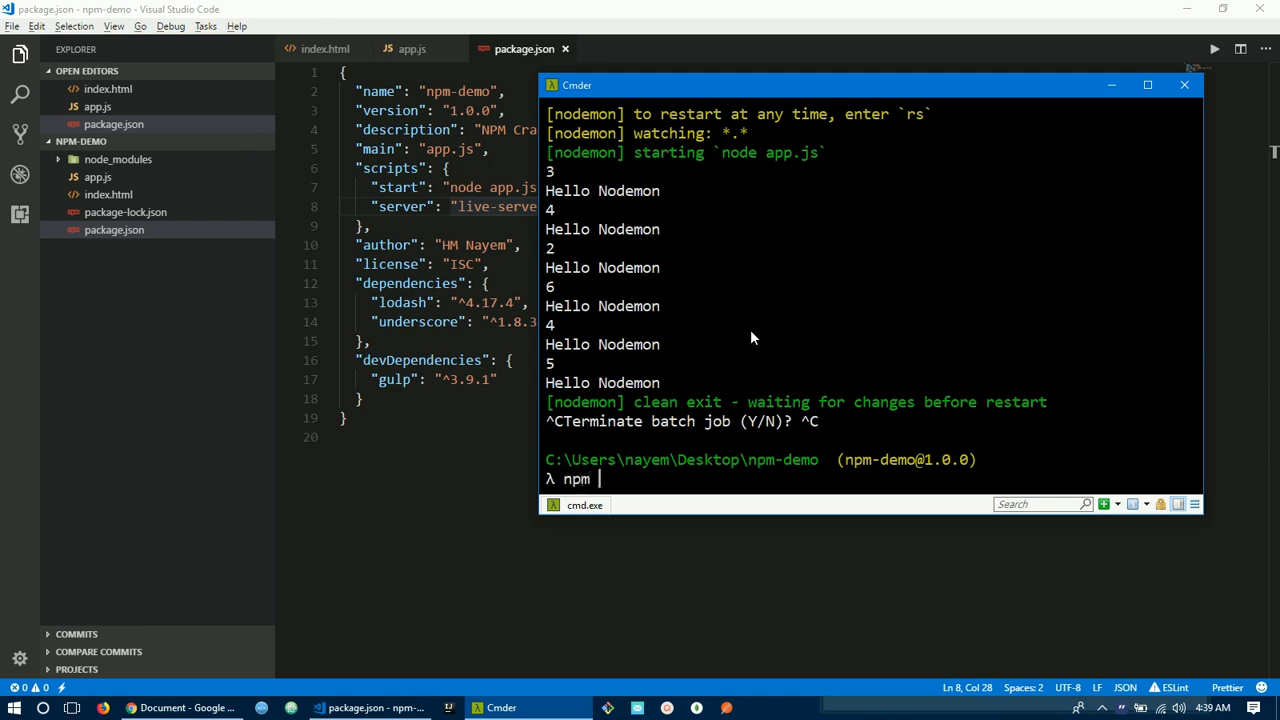 package.json - npm-demo - Visual Studio Code
File Edit Selection View Go Debug Tasks Help
EXPLORER
OPEN EDITORS
index.html
app.js
package.json
NPM-DEMO
node_modules
app.js
index.html
package-lock.json
package.json
COMMITS
COMPARE COMMITS
PROJECTS
index.html app.js package.json
1 {
2 "name": "npm-demo",
3 "version": "1.0.0",
4 "description": "NPM Cra
5 "main": "app.js",
6 "scripts": {
7 "start": "node app.js
8 "server": "live-serve
9 },
10 "author": "HM Nayem",
11 "license": "ISC",
12 "dependencies": {
13 "lodash": "^4.17.4",
14 "underscore": "^1.8.3
15 },
16 "devDependencies": {
17 "gulp": "^3.9.1"
18 }
19 }
20
λ Cmder
[nodemon] to restart at any time, enter `rs`
[nodemon] watching: *.*
[nodemon] starting `node app.js`
3
Hello Nodemon
4
Hello Nodemon
2
Hello Nodemon
6
Hello Nodemon
4
Hello Nodemon
5
Hello Nodemon
[nodemon] clean exit - waiting for changes before restart
^CTerminate batch job (Y/N)? ^C
C:\Users\nayem\Desktop\npm-demo (npm-demo@1.0.0)
λ npm
λ cmd.exe Search
0 0 Ln 8, Col 28 Spaces: 2 UTF-8 LF JSON ESLint Prettier
Document - Google ... package.json - npm-... Cmder 4:39 AM